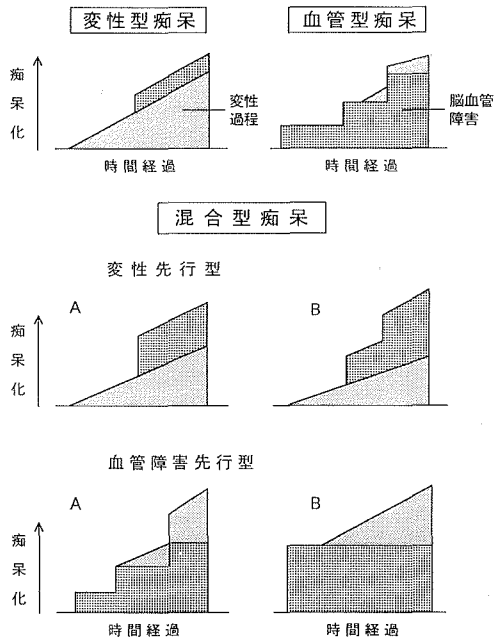 変性型痴呆
血管型痴呆
痴呆化
変性過程
脳血管障害
時間経過
時間経過
混合型痴呆
変性先行型
A
B
痴呆化
血管障害先行型
A
B
痴呆化
時間経過
時間経過